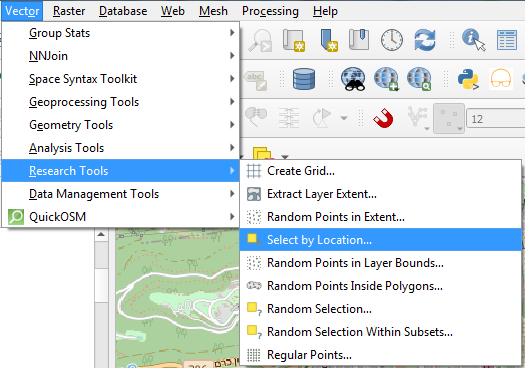 Vector Raster Database Web Mesh Processing Help
Group Stats
NNJoin
Space Syntax Toolkit
Geoprocessing Tools
Geometry Tools
Analysis Tools
Research Tools
Data Management Tools
QuickOSM
abc
12
Create Grid...
Extract Layer Extent...
Random Points in Extent...
Select by Location...
Random Points in Layer Bounds...
Random Points Inside Polygons...
Random Selection...
Random Selection Within Subsets...
Regular Points...